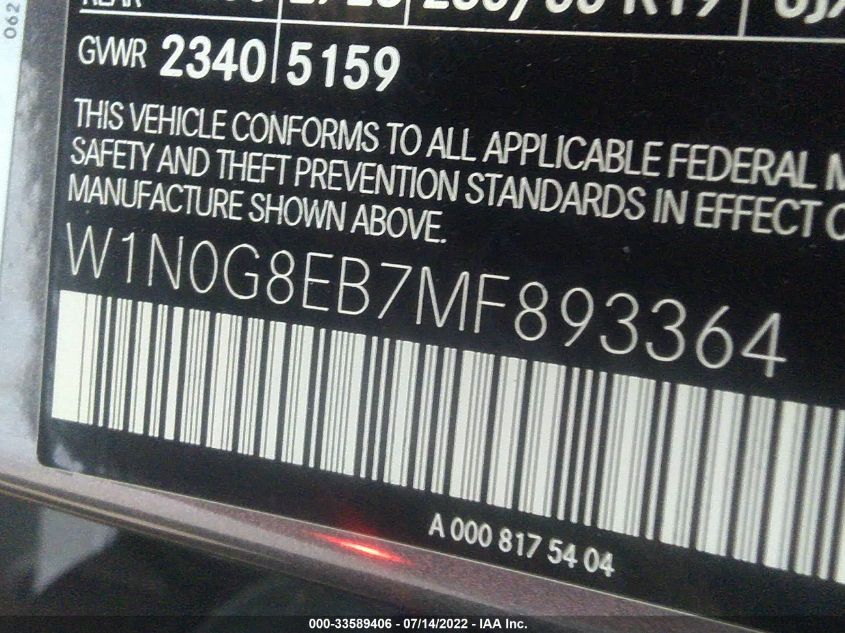 062
GVWR 2340 5159
THIS VEHICLE CONFORMS TO ALL APPLICABLE FEDERAL
SAFETY AND THEFT PREVENTION STANDARDS IN EFFECT
MANUFACTURE SHOWN ABOVE.
W1N0G8EB7MF893364
A 000 817 54 04
000-33589406 - 07/14/2022 - IAA Inc.